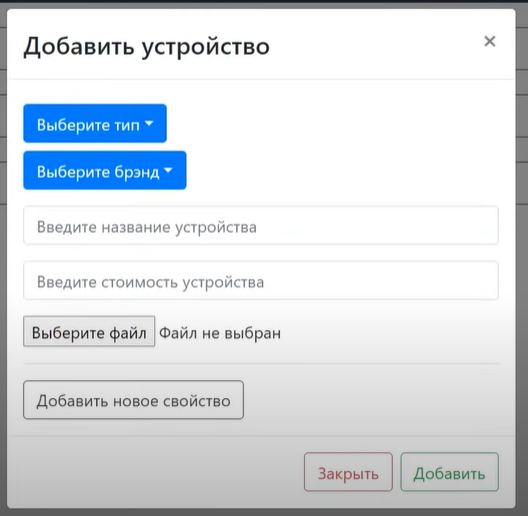 Добавить устройство
×
Выберите тип
Выберите брэнд
Введите название устройства
Введите стоимость устройства
Выберите файл Файл не выбран
Добавить новое свойство
Закрыть Добавить